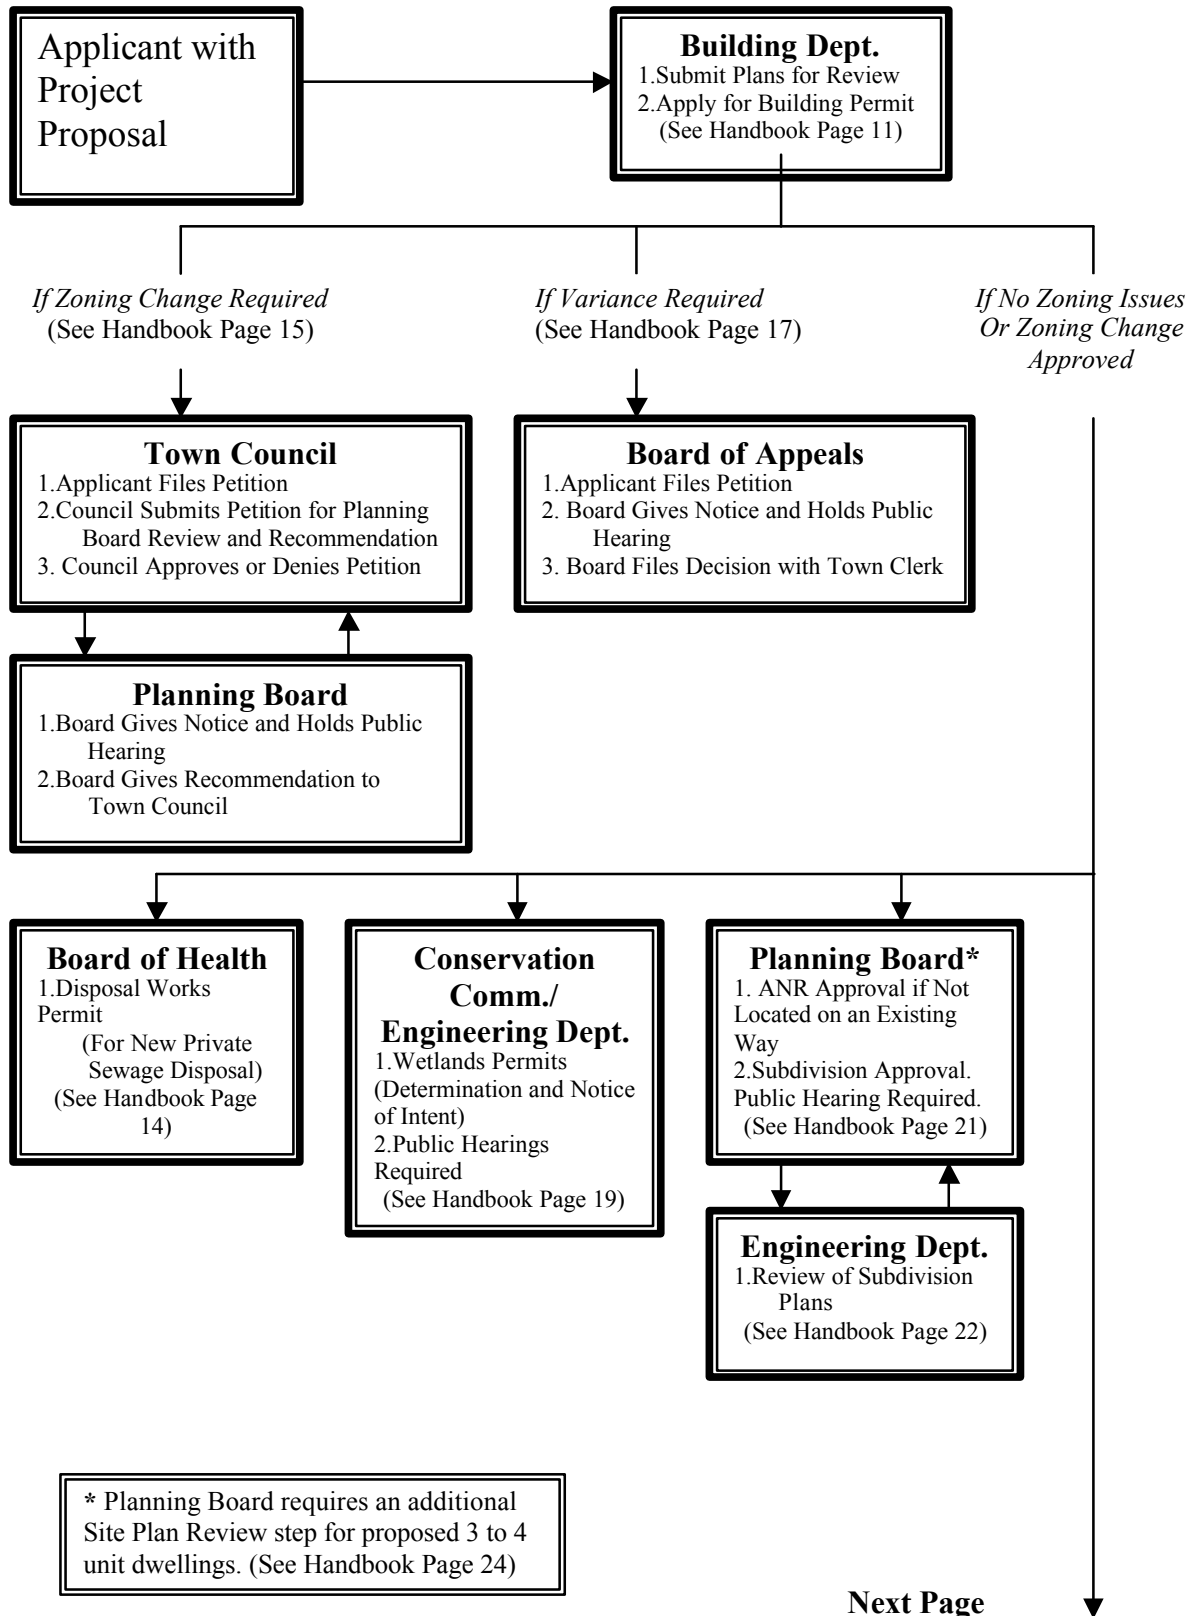 Applicant with
Project
Proposal
Building Dept.
1.Submit Plans for Review
2.Apply for Building Permit
(See Handbook Page 11)
If Zoning Change Required
(See Handbook Page 15)
If Variance Required
(See Handbook Page 17)
If No Zoning Issues
Or Zoning Change
Approved
Town Council
1.Applicant Files Petition
2.Council Submits Petition for Planning
Board Review and Recommendation
3. Council Approves or Denies Petition
Board of Appeals
1.Applicant Files Petition
2. Board Gives Notice and Holds Public
Hearing
3. Board Files Decision with Town Clerk
Planning Board
1.Board Gives Notice and Holds Public
Hearing
2.Board Gives Recommendation to
Town Council
Board of Health
1.Disposal Works
Permit
(For New Private
Sewage Disposal)
(See Handbook Page
14)
Conservation
Comm./
Engineering Dept.
1.Wetlands Permits
(Determination and Notice
of Intent)
2.Public Hearings
Required
(See Handbook Page 19)
Planning Board*
1. ANR Approval if Not
Located on an Existing
Way
2.Subdivision Approval.
Public Hearing Required.
(See Handbook Page 21)
Engineering Dept.
1.Review of Subdivision
Plans
(See Handbook Page 22)
* Planning Board requires an additional
Site Plan Review step for proposed 3 to 4
unit dwellings. (See Handbook Page 24)
Next Page